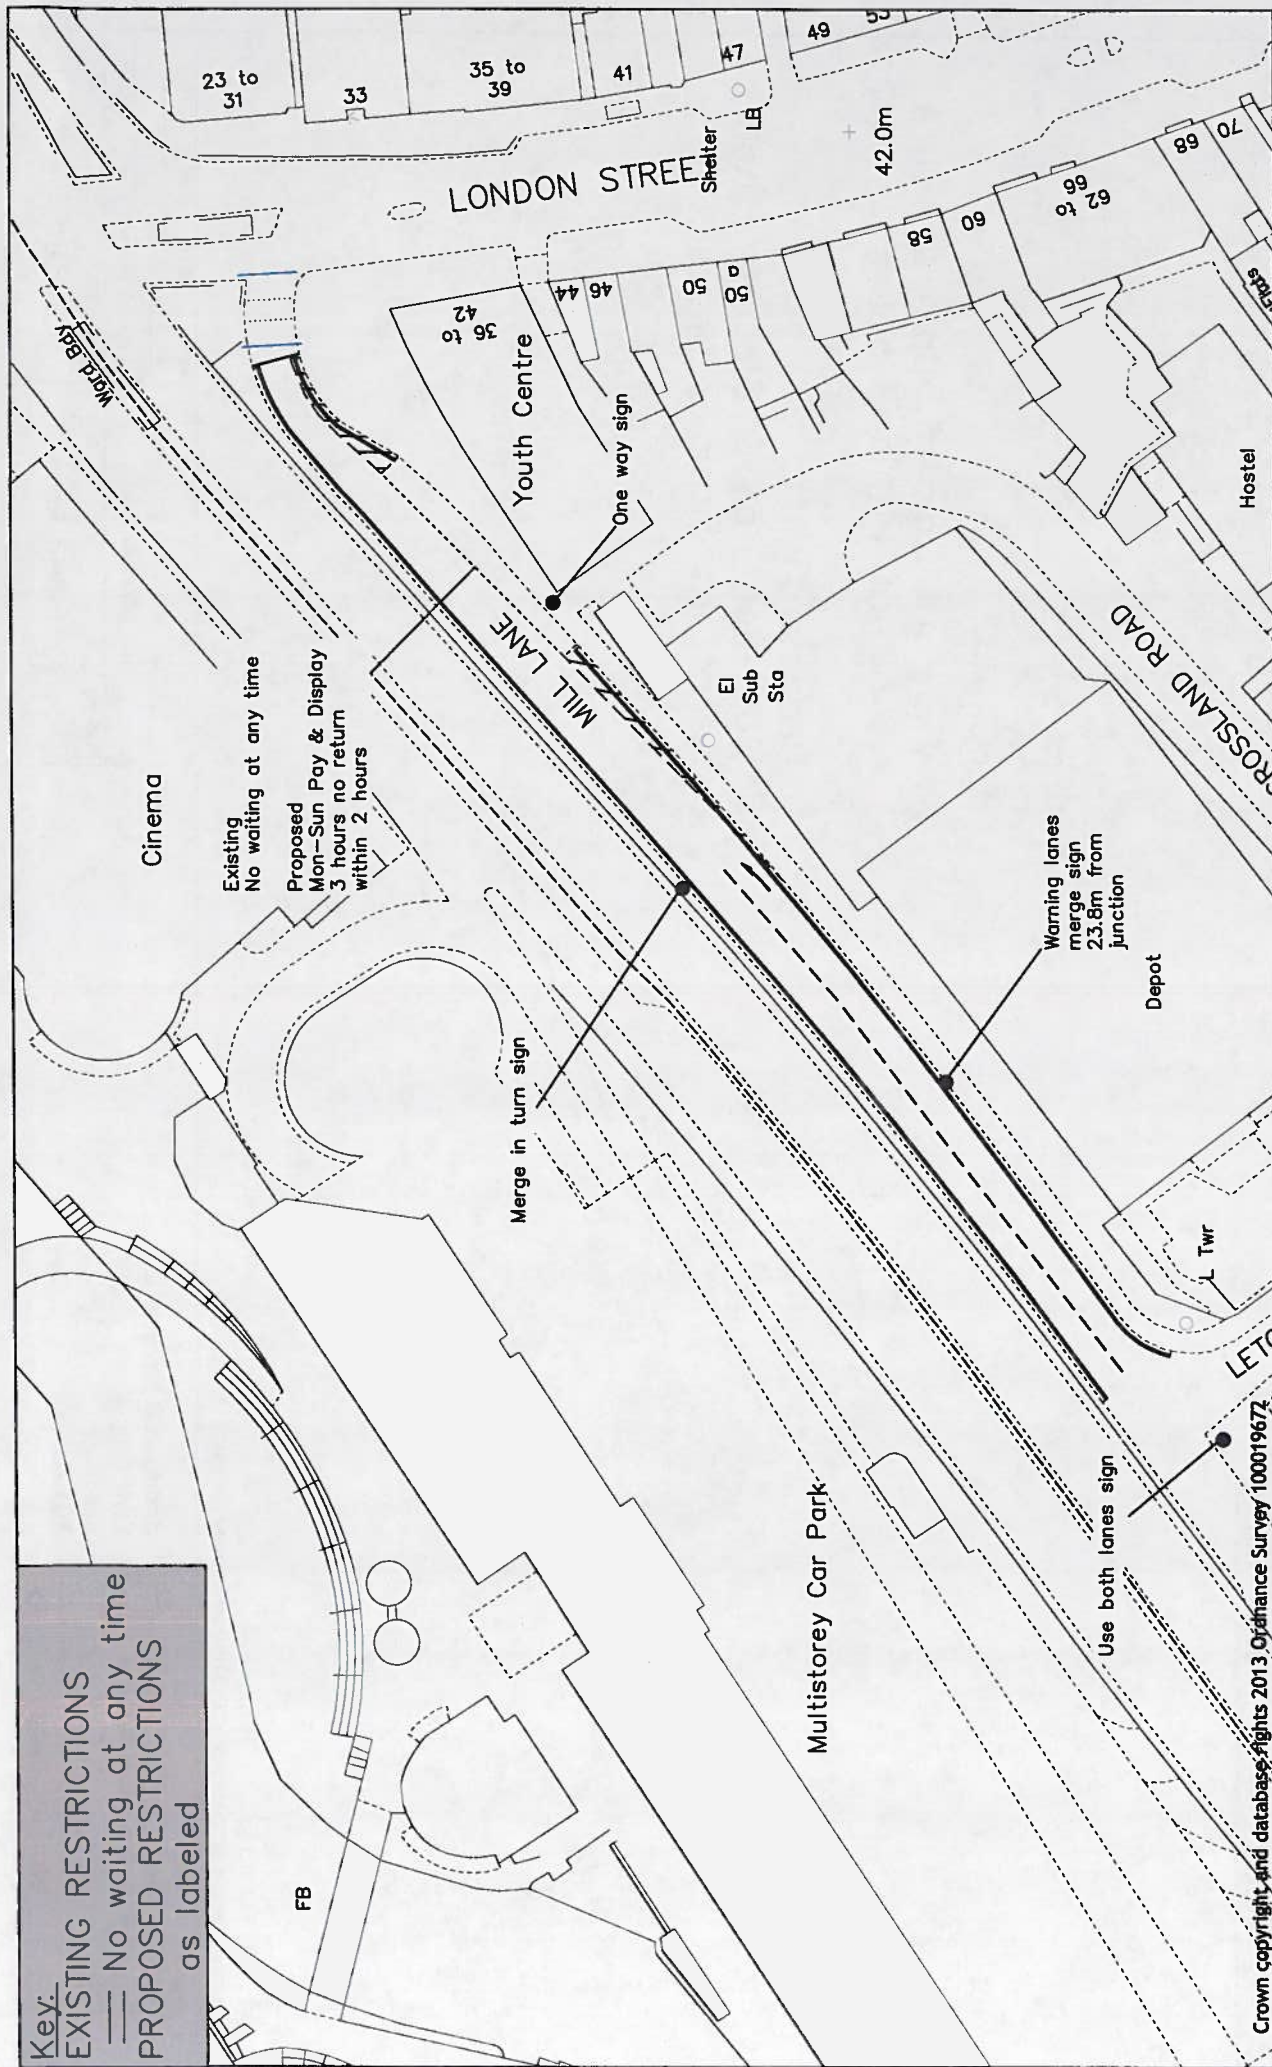 Key:
EXISTING RESTRICTIONS
No waiting at any time
PROPOSED RESTRICTIONS
as labeled
FB
Cinema
Ward Bdy
Existing
No waiting at any time
Proposed
Mon-Sun Pay & Display
3 hours no return
within 2 hours
23 to
31
33
35 to
39
41
47
49
53
LONDON STREET
Shelter
LB
42.0m
36 to
42
44
46
50
50
a
58
60
62 to
66
68
70
Flats
Youth Centre
One way sign
MILL LANE
El
Sub
Sta
Hostel
CROSSLAND ROAD
Merge in turn sign
Warning lanes
merge sign
23.8m from
junction
Depot
L Twr
Multistorey Car Park
Use both lanes sign
Crown copyright and database rights 2013 Ordnance Survey 100019672